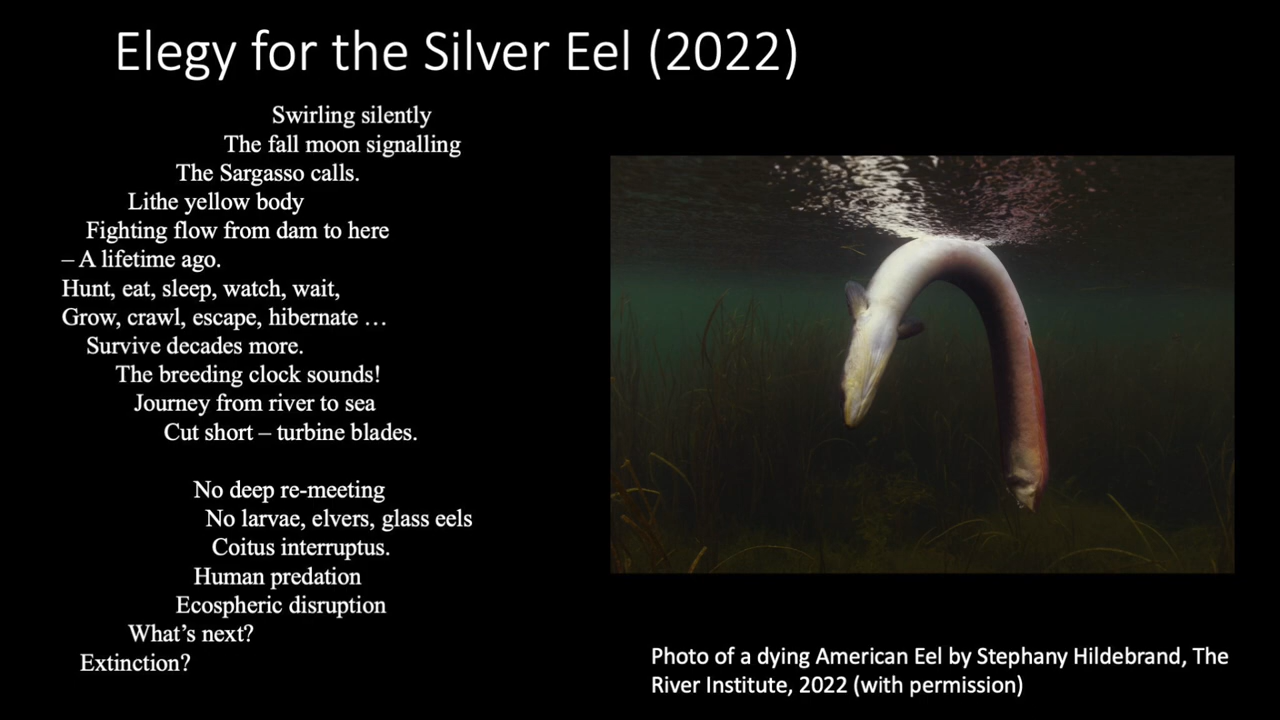 Elegy for the Silver Eel (2022)
Swirling silently
The fall moon signalling
The Sargasso calls.
Lithe yellow body
Fighting flow from dam to here
– A lifetime ago.
Hunt, eat, sleep, watch, wait,
Grow, crawl, escape, hibernate …
Survive decades more.
The breeding clock sounds!
Journey from river to sea
Cut short – turbine blades.
No deep re-meeting
No larvae, elvers, glass eels
Coitus interruptus.
Human predation
Ecospheric disruption
What’s next?
Extinction?
Photo of a dying American Eel by Stephany Hildebrand, The
River Institute, 2022 (with permission)